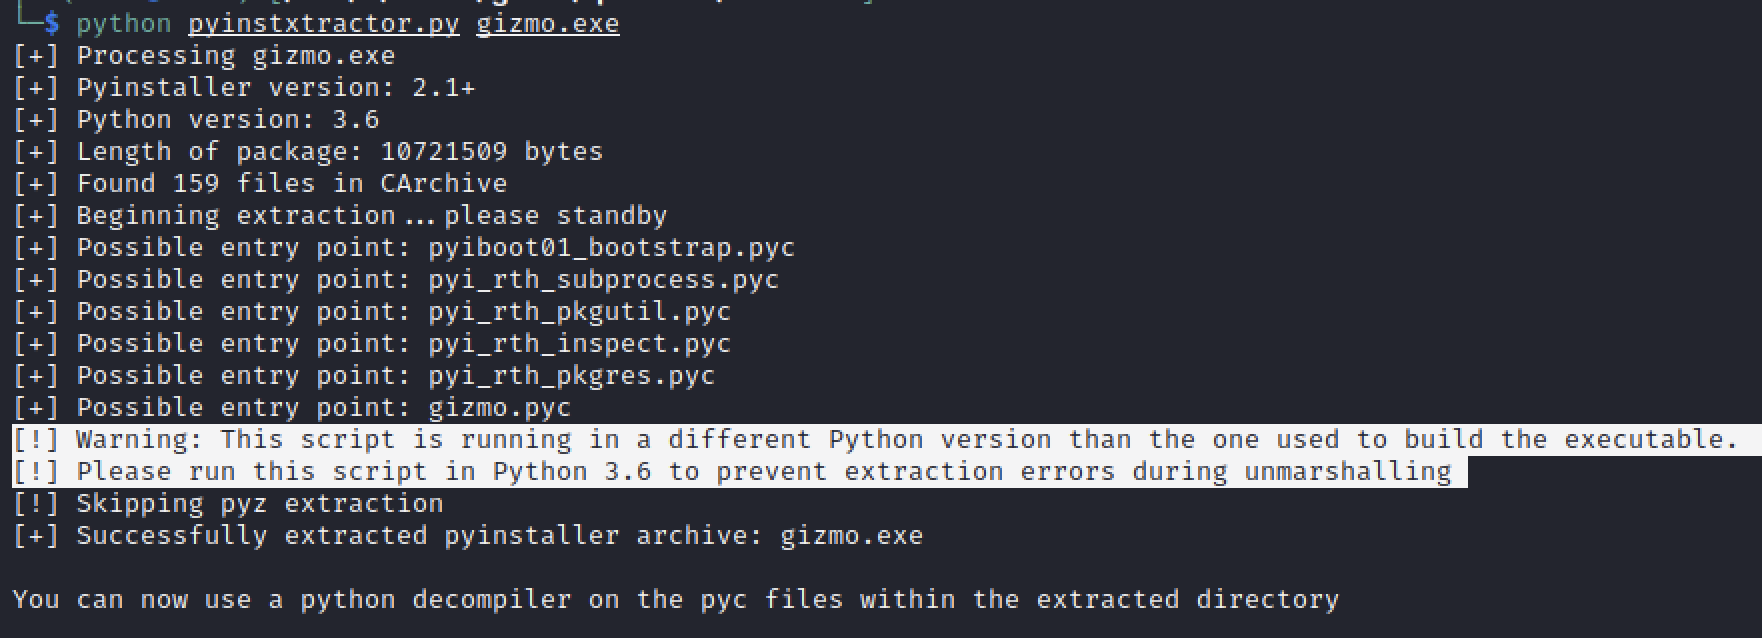 └─$ python pyinstxtractor.py gizmo.exe
[+] Processing gizmo.exe
[+] Pyinstaller version: 2.1+
[+] Python version: 3.6
[+] Length of package: 10721509 bytes
[+] Found 159 files in CArchive
[+] Beginning extraction...please standby
[+] Possible entry point: pyiboot01_bootstrap.pyc
[+] Possible entry point: pyi_rth_subprocess.pyc
[+] Possible entry point: pyi_rth_pkgutil.pyc
[+] Possible entry point: pyi_rth_inspect.pyc
[+] Possible entry point: pyi_rth_pkgres.pyc
[+] Possible entry point: gizmo.pyc
[!] Warning: This script is running in a different Python version than the one used to build the executable.
[!] Please run this script in Python 3.6 to prevent extraction errors during unmarshalling
[!] Skipping pyz extraction
[+] Successfully extracted pyinstaller archive: gizmo.exe
You can now use a python decompiler on the pyc files within the extracted directory